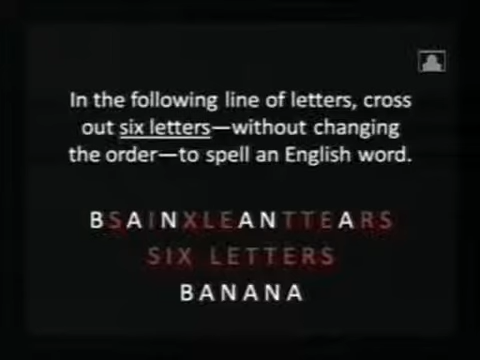 In the following line of letters, cross
out six letters—without changing
the order—to spell an English word.
BSAINXLEANTTEARS
SIX LETTERS
BANANA